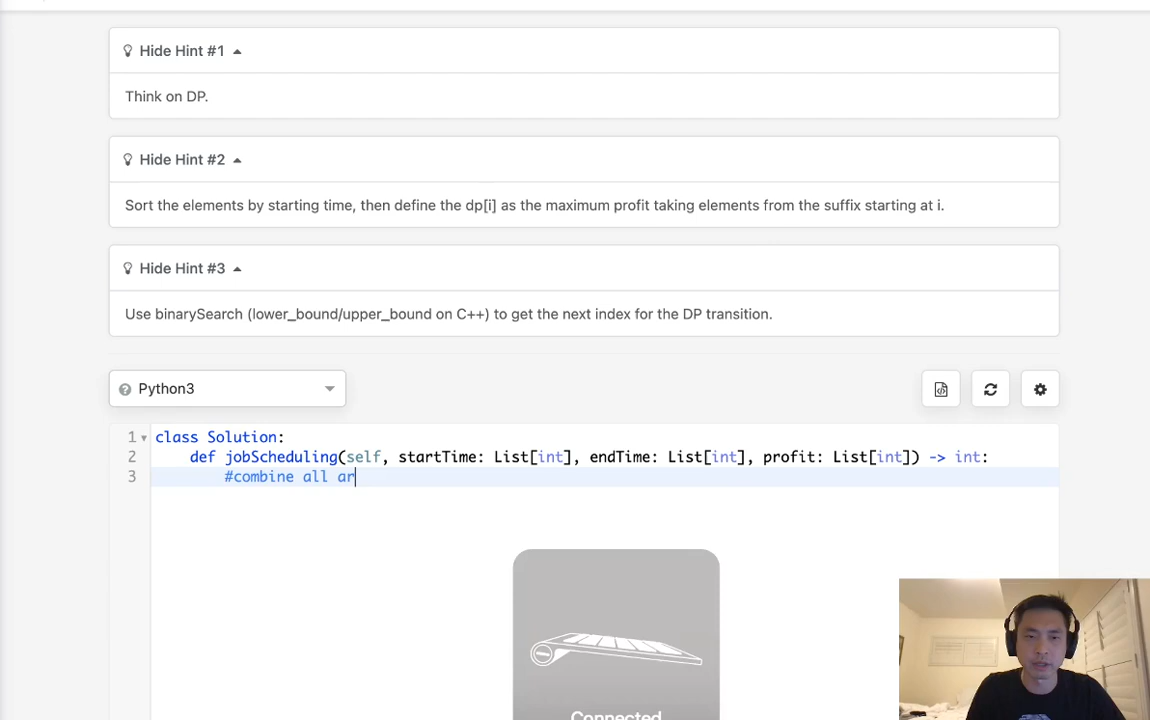 Hide Hint #1
Think on DP.
Hide Hint #2
Sort the elements by starting time, then define the dp[i] as the maximum profit taking elements from the suffix starting at i.
Hide Hint #3
Use binarySearch (lower_bound/upper_bound on C++) to get the next index for the DP transition.
Python3
1 class Solution:
2 def jobScheduling(self, startTime: List[int], endTime: List[int], profit: List[int]) -> int:
3 #combine all ar
Connected